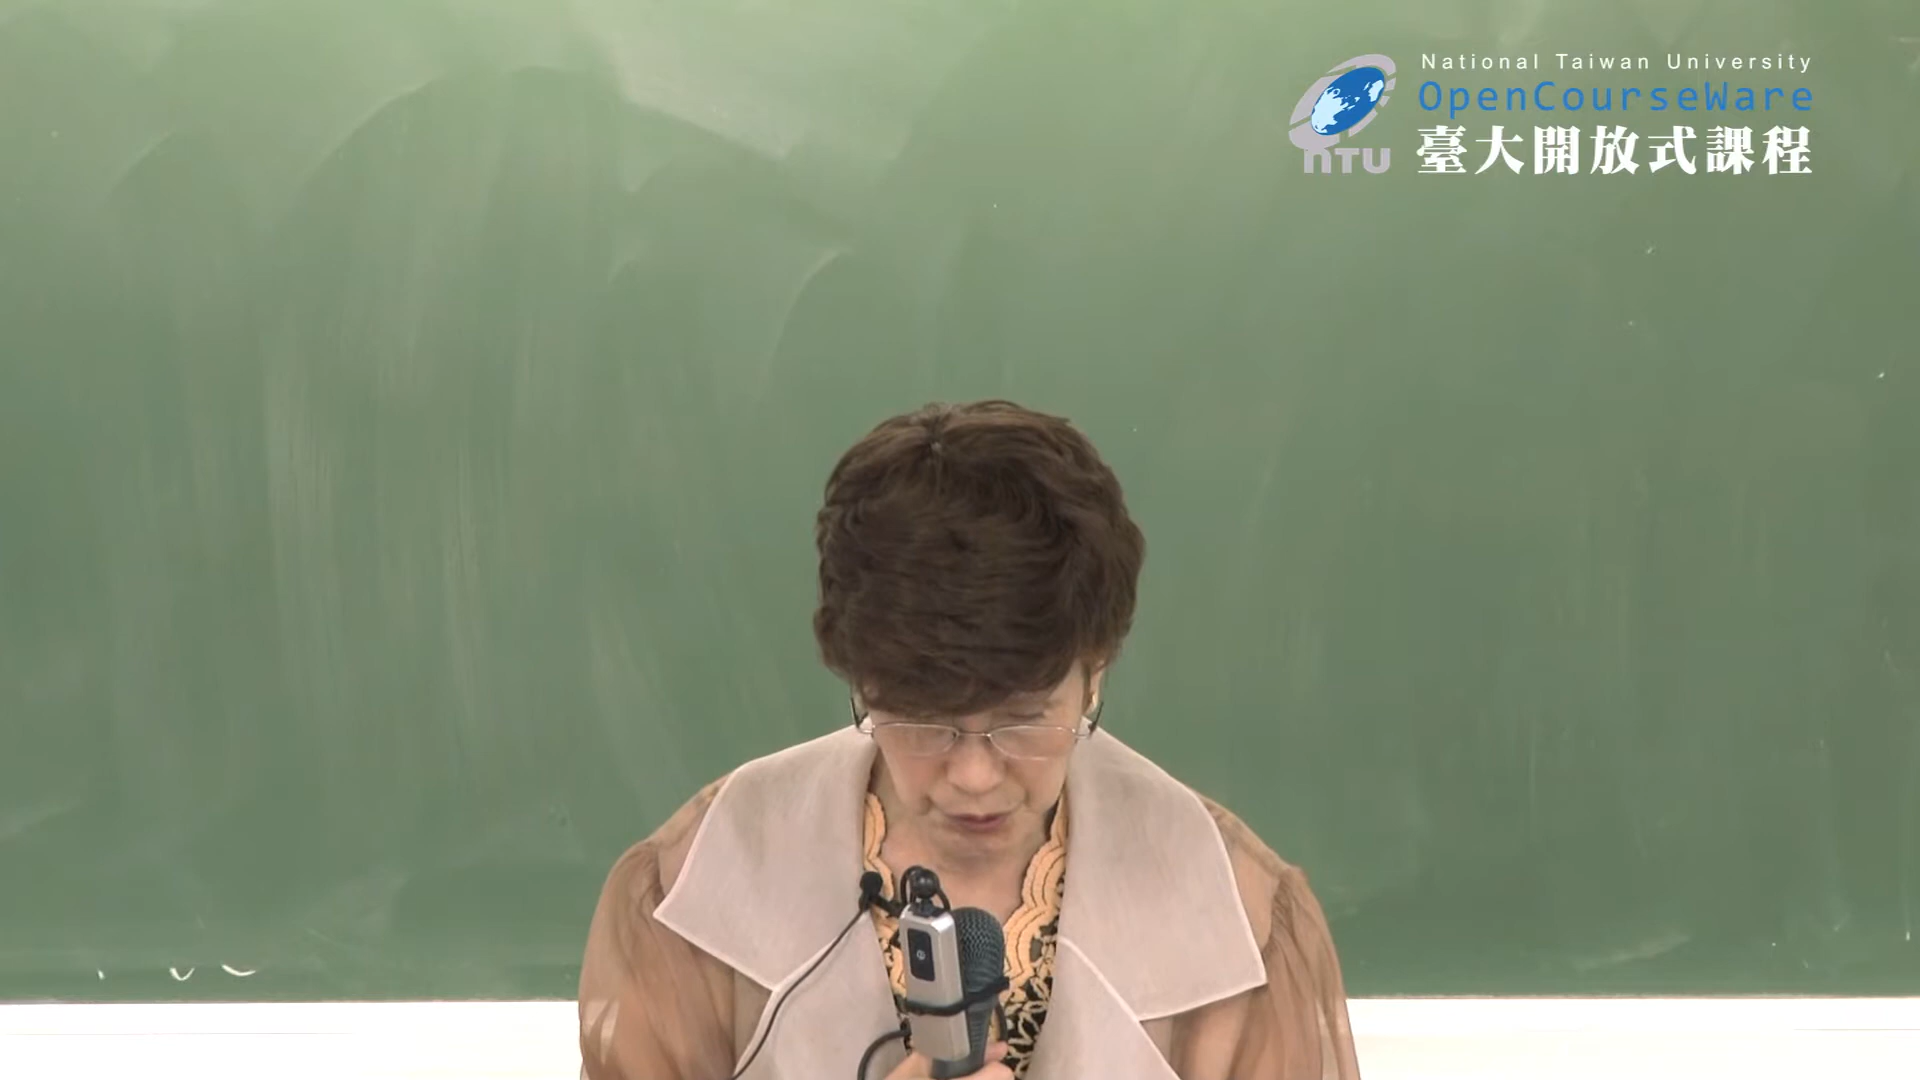 National Taiwan University
OpenCourseWare
臺大開放式課程
NTU